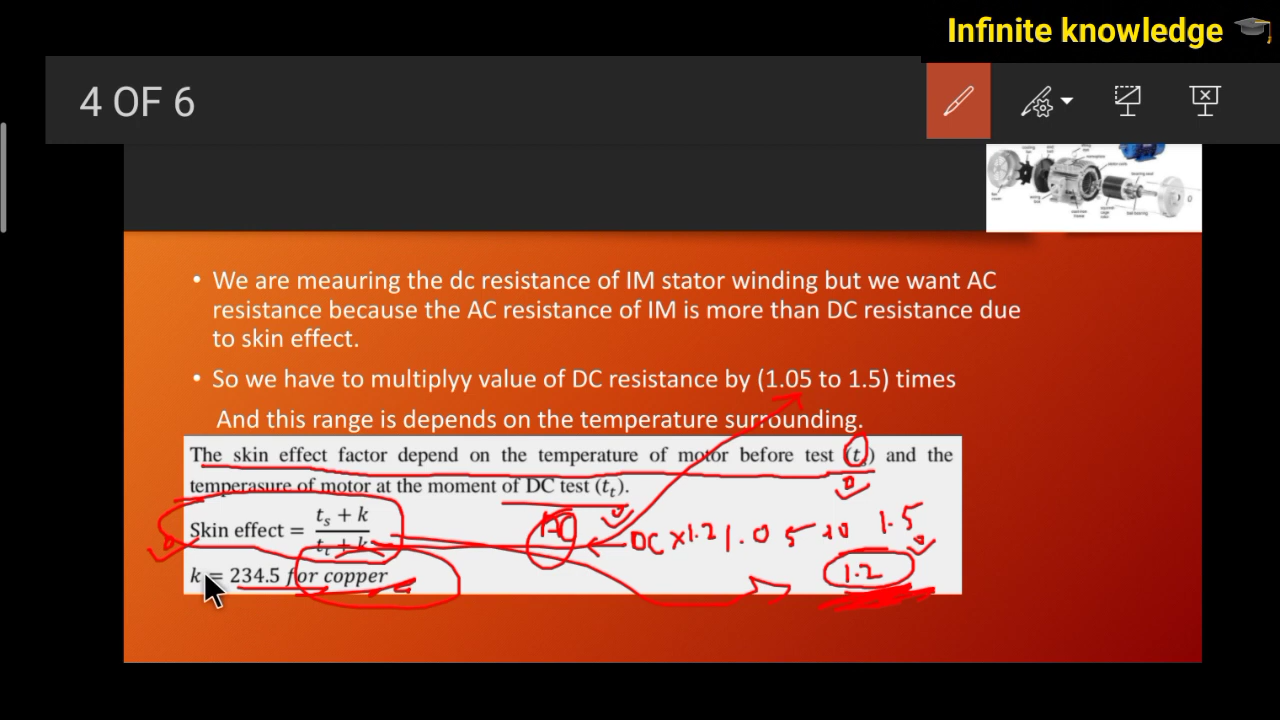 Infinite knowledge
4 OF 6
• We are meauring the dc resistance of IM stator winding but we want AC
resistance because the AC resistance of IM is more than DC resistance due
to skin effect.
• So we have to multiplyy value of DC resistance by (1.05 to 1.5) times
And this range is depends on the temperature surrounding.
The skin effect factor depend on the temperature of motor before test (t) and the
temperasure of motor at the moment of DC test (tₜ).
Skin effect = (tₛ + k) / (tₜ + k)
DC x1.2 1.05 to 1.5
k = 234.5 for copper
1.2